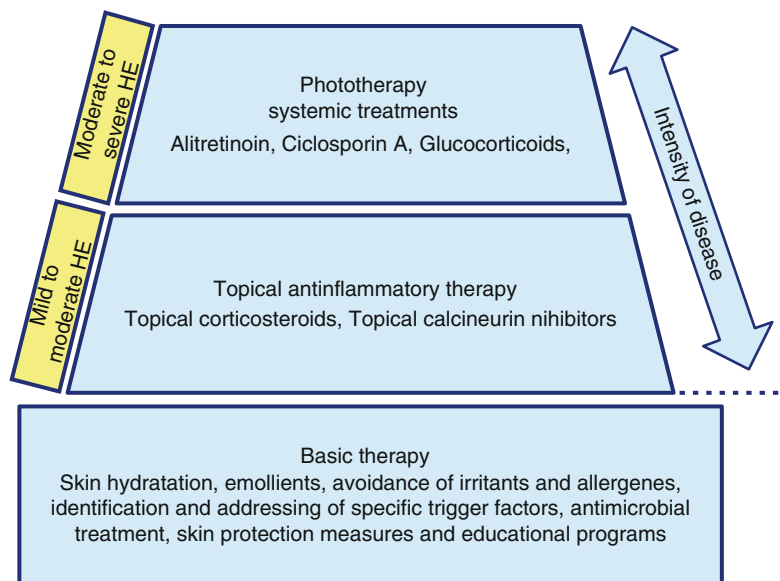 Moderate to
severe HE
Phototherapy
systemic treatments
Alitretinoin, Ciclosporin A, Glucocorticoids,
Intensity of
disease
Mild to
moderate HE
Topical antinflammatory therapy
Topical corticosteroids, Topical calcineurin nihibitors
Basic therapy
Skin hydratation, emollients, avoidance of irritants and allergenes,
identification and addressing of specific trigger factors, antimicrobial
treatment, skin protection measures and educational programs